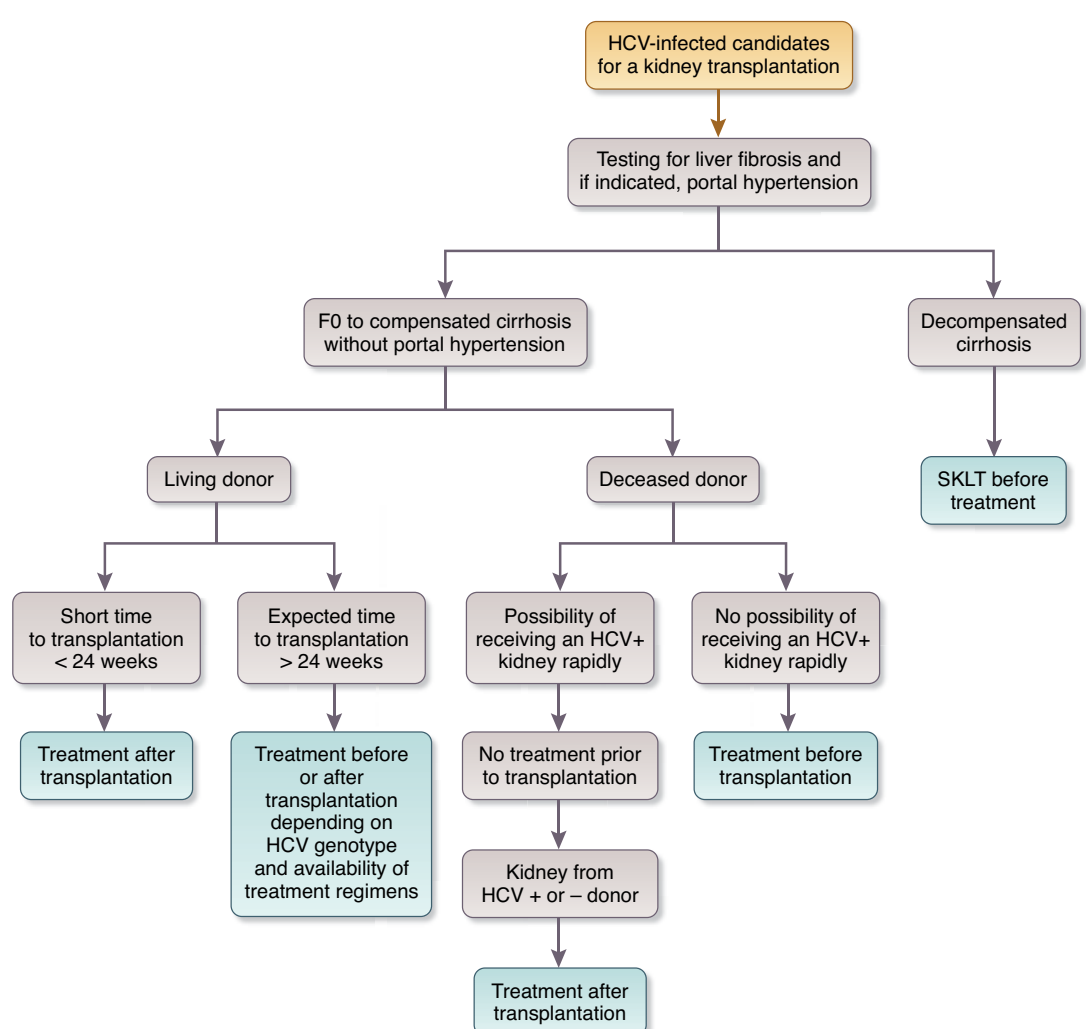 HCV-infected candidates
for a kidney transplantation
Testing for liver fibrosis and
if indicated, portal hypertension
F0 to compensated cirrhosis
without portal hypertension
Decompensated
cirrhosis
Living donor
Deceased donor
SKLT before
treatment
Short time
to transplantation
< 24 weeks
Expected time
to transplantation
> 24 weeks
Possibility of
receiving an HCV+
kidney rapidly
No possibility of
receiving an HCV+
kidney rapidly
Treatment after
transplantation
Treatment before
or after
transplantation
depending on
HCV genotype
and availability of
treatment regimens
No treatment prior
to transplantation
Treatment before
transplantation
Kidney from
HCV + or – donor
Treatment after
transplantation